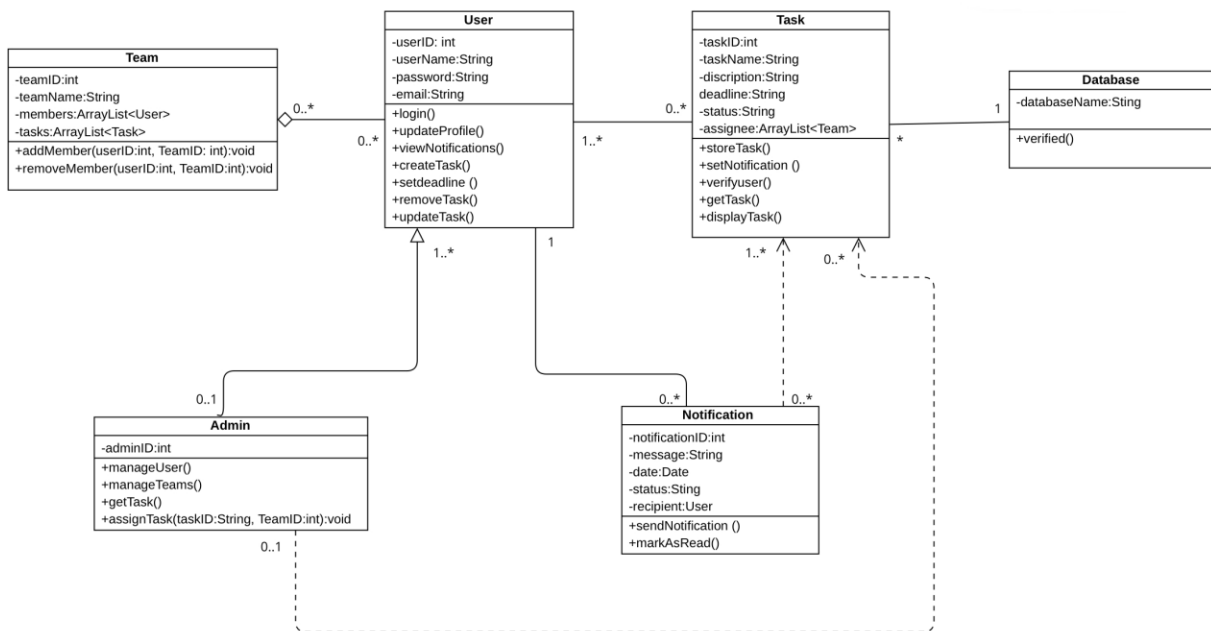 User
-userID: int
-userName:String
-password:String
-email:String
+login()
+updateProfile()
+viewNotifications()
+createTask()
+setdeadline ()
+removeTask()
+updateTask()
Task
-taskID:int
-taskName:String
-discription:String
deadline:String
-status:String
-assignee:ArrayList<Team>
+storeTask()
+setNotification ()
+verifyuser()
+getTask()
+displayTask()
Team
-teamID:int
-teamName:String
-members:ArrayList<User>
-tasks:ArrayList<Task>
+addMember(userID:int, TeamID: int):void
+removeMember(userID:int, TeamID:int):void
Database
-databaseName:Sting
+verified()
0..*
0..*
0..*
1..*
1
*
1..*
1
1..*
0..*
0..1
0..*
0..*
Admin
-adminID:int
+manageUser()
+manageTeams()
+getTask()
+assignTask(taskID:String, TeamID:int):void
0..1
Notification
-notificationID:int
-message:String
-date:Date
-status:Sting
-recipient:User
+sendNotification ()
+markAsRead()